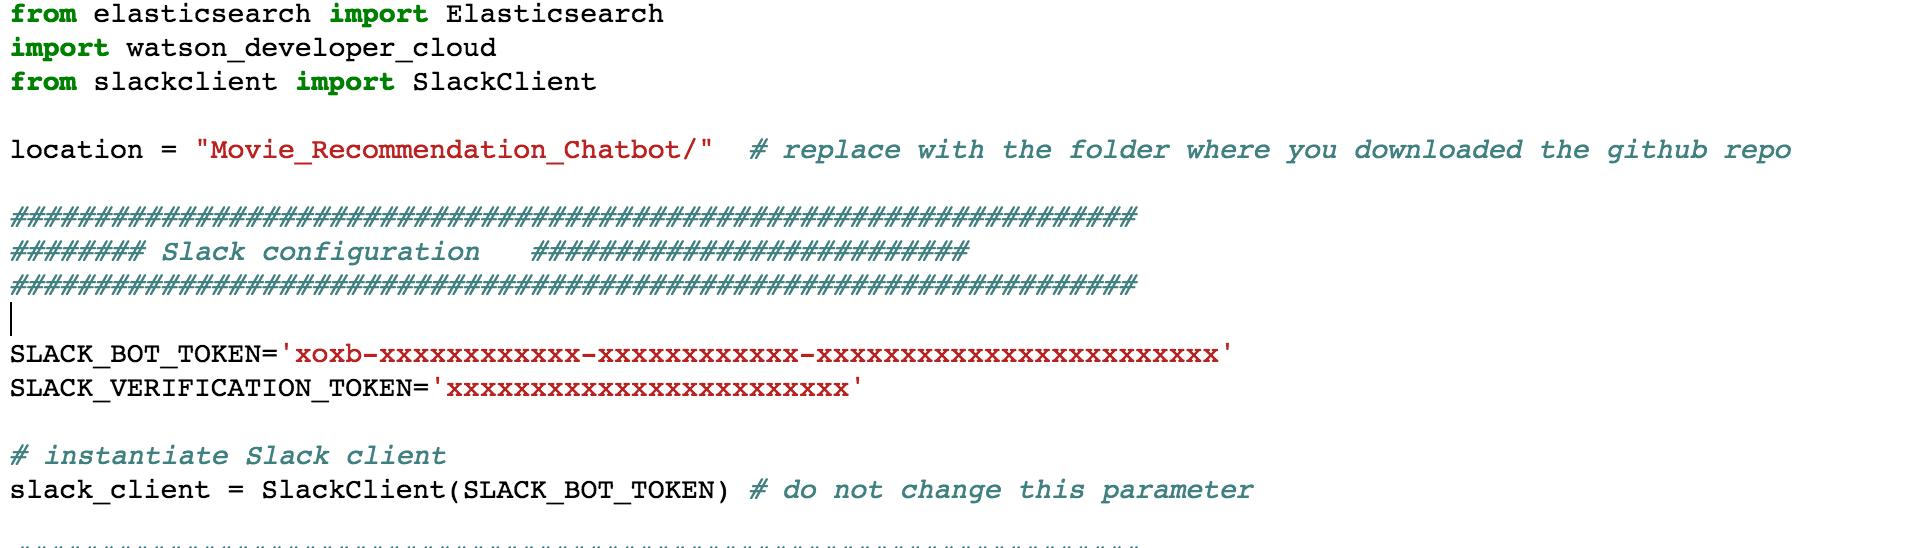 from elasticsearch import Elasticsearch
import watson_developer_cloud
from slackclient import SlackClient
location = "Movie_Recommendation_Chatbot/"  # replace with the folder where you downloaded the github repo
###################################################################
######## Slack configuration   ##########################
###################################################################
SLACK_BOT_TOKEN='xoxb-xxxxxxxxxxxx-xxxxxxxxxxxx-xxxxxxxxxxxxxxxxxxxxxxxx'
SLACK_VERIFICATION_TOKEN='xxxxxxxxxxxxxxxxxxxxxxxx'
# instantiate Slack client
slack_client = SlackClient(SLACK_BOT_TOKEN) # do not change this parameter